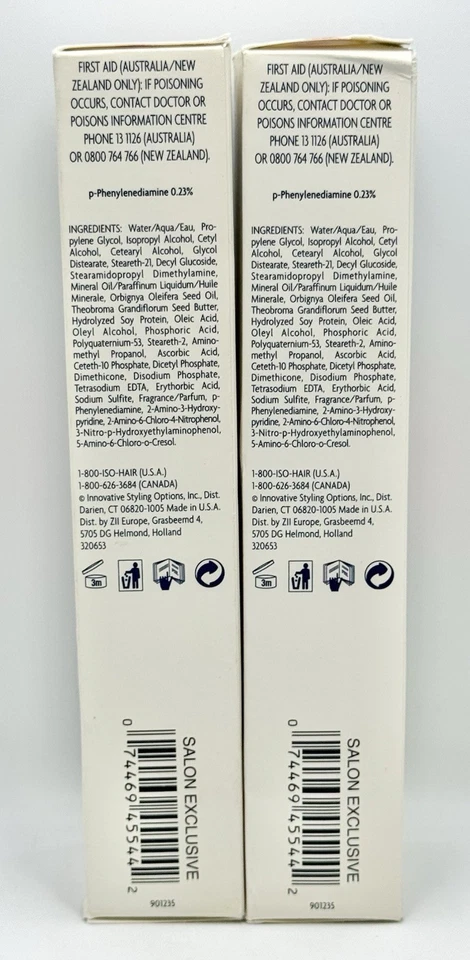 FIRST AID (AUSTRALIA/NEW
ZEALAND ONLY): IF POISONING
OCCURS, CONTACT DOCTOR OR
POISONS INFORMATION CENTRE
PHONE 13 1126 (AUSTRALIA)
OR 0800 764 766 (NEW ZEALAND).
p-Phenylenediamine 0.23%
INGREDIENTS: Water/Aqua/Eau, Pro-
pylene Glycol, Isopropyl Alcohol, Cetyl
Alcohol, Cetearyl Alcohol, Glycol
Distearate, Steareth-21, Decyl Glucoside,
Stearamidopropyl Dimethylamine,
Mineral Oil/Paraffinum Liquidum/Huile
Minerale, Orbignya Oleifera Seed Oil,
Theobroma Grandiflorum Seed Butter,
Hydrolyzed Soy Protein, Oleic Acid,
Oleyl Alcohol, Phosphoric Acid,
Polyquaternium-53, Steareth-2, Amino-
methyl Propanol, Ascorbic Acid,
Ceteth-10 Phosphate, Dicetyl Phosphate,
Dimethicone, Disodium Phosphate,
Tetrasodium EDTA, Erythorbic Acid,
Sodium Sulfite, Fragrance/Parfum, p-
Phenylenediamine, 2-Amino-3-Hydroxy-
pyridine, 2-Amino-6-Chloro-4-Nitrophenol,
3-Nitro-p-Hydroxyethylaminophenol,
5-Amino-6-Chloro-o-Cresol.
1-800-ISO-HAIR (U.S.A.)
1-800-626-3684 (CANADA)
© Innovative Styling Options, Inc., Dist.
Darien, CT 06820-1005 Made in U.S.A.
Dist. by ZII Europe, Grasbeemd 4,
5705 DG Helmond, Holland
320653
3m
SALON EXCLUSIVE
0 74469 45544 2
901235
FIRST AID (AUSTRALIA/NEW
ZEALAND ONLY): IF POISONING
OCCURS, CONTACT DOCTOR OR
POISONS INFORMATION CENTRE
PHONE 13 1126 (AUSTRALIA)
OR 0800 764 766 (NEW ZEALAND).
p-Phenylenediamine 0.23%
INGREDIENTS: Water/Aqua/Eau, Pro-
pylene Glycol, Isopropyl Alcohol, Cetyl
Alcohol, Cetearyl Alcohol, Glycol
Distearate, Steareth-21, Decyl Glucoside,
Stearamidopropyl Dimethylamine,
Mineral Oil/Paraffinum Liquidum/Huile
Minerale, Orbignya Oleifera Seed Oil,
Theobroma Grandiflorum Seed Butter,
Hydrolyzed Soy Protein, Oleic Acid,
Oleyl Alcohol, Phosphoric Acid,
Polyquaternium-53, Steareth-2, Amino-
methyl Propanol, Ascorbic Acid,
Ceteth-10 Phosphate, Dicetyl Phosphate,
Dimethicone, Disodium Phosphate,
Tetrasodium EDTA, Erythorbic Acid,
Sodium Sulfite, Fragrance/Parfum, p-
Phenylenediamine, 2-Amino-3-Hydroxy-
pyridine, 2-Amino-6-Chloro-4-Nitrophenol,
3-Nitro-p-Hydroxyethylaminophenol,
5-Amino-6-Chloro-o-Cresol.
1-800-ISO-HAIR (U.S.A.)
1-800-626-3684 (CANADA)
© Innovative Styling Options, Inc., Dist.
Darien, CT 06820-1005 Made in U.S.A.
Dist. by ZII Europe, Grasbeemd 4,
5705 DG Helmond, Holland
320653
3m
SALON EXCLUSIVE
0 74469 45544 2
901235